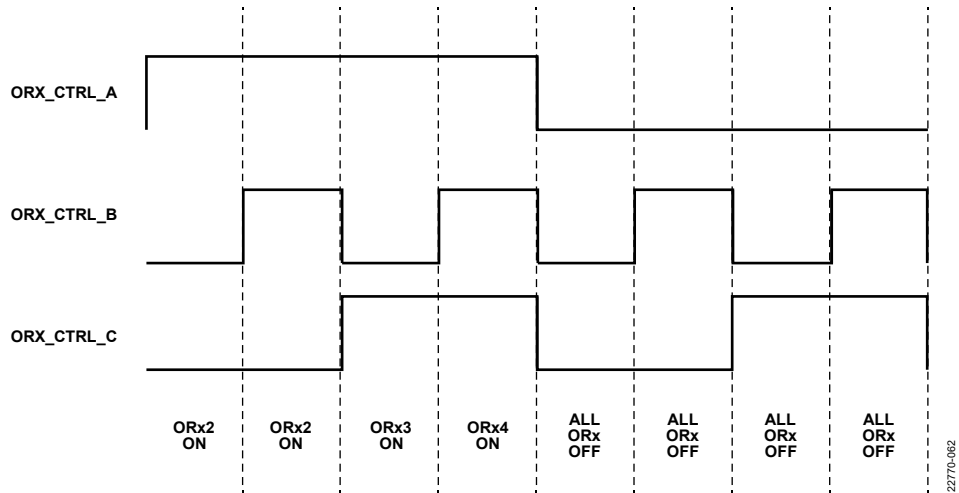 ORX_CTRL_A
ORX_CTRL_B
ORX_CTRL_C
ORx2
ON
ORx2
ON
ORx3
ON
ORx4
ON
ALL
ORx
OFF
ALL
ORx
OFF
ALL
ORx
OFF
ALL
ORx
OFF
22770-062